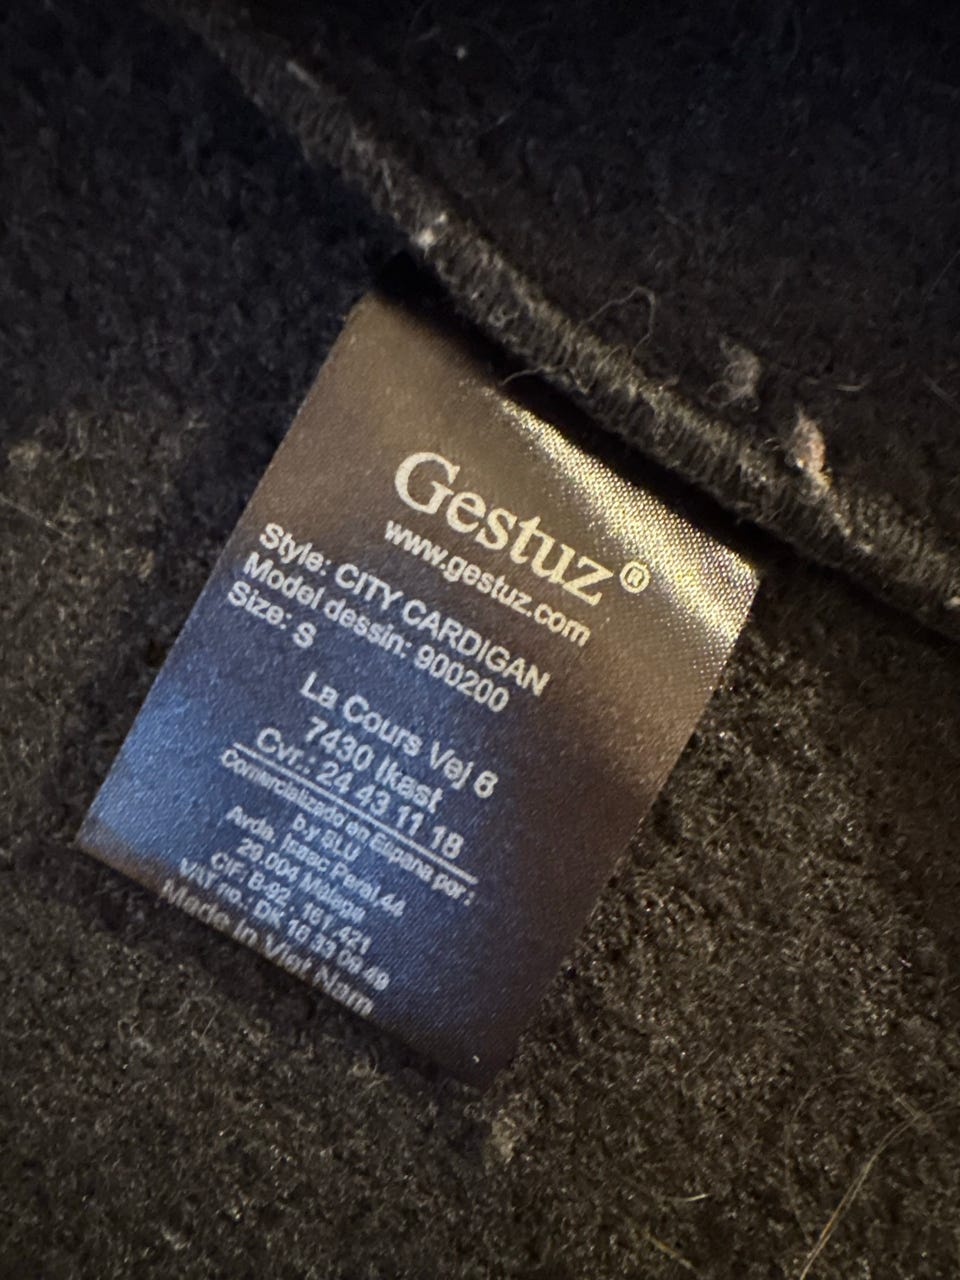 Gestuz®
www.gestuz.com
Style: CITY CARDIGAN
Model dessin: 900200
Size: S
La Cours Vej 6
7430 Ikast
Cvr.: 24 43 11 18
Comercializado en Espana por:
b.y SLU
Avda. Isaac Peral 44
29.004 Málaga
CIF: B-92 . 161.421
VAT no.: DK 16 33 09 49
Made in Viet Nam